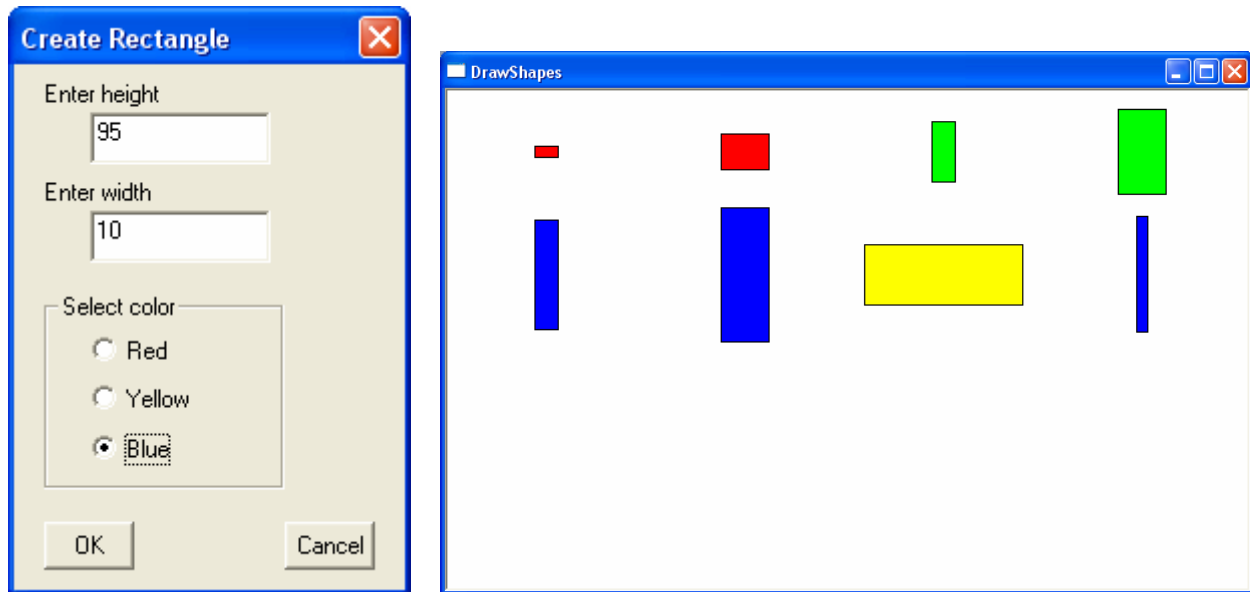 Create Rectangle
Enter height
95
Enter width
10
Select color
Red
Yellow
Blue
OK Cancel
DrawShapes